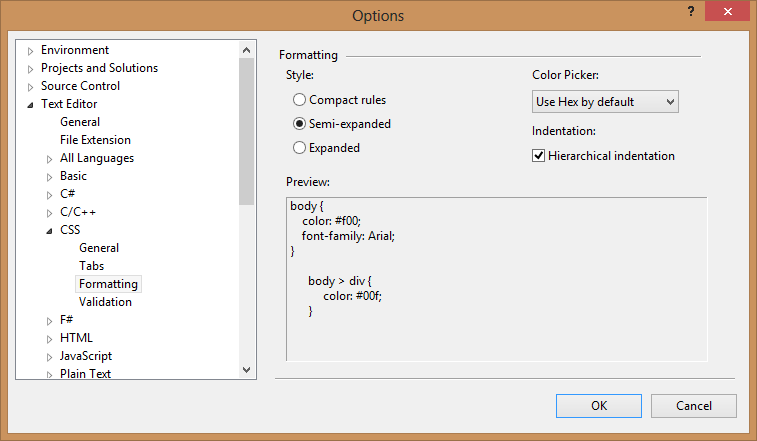 Options
Environment
Projects and Solutions
Source Control
Text Editor
General
File Extension
All Languages
Basic
C#
C/C++
CSS
General
Tabs
Formatting
Validation
F#
HTML
JavaScript
Plain Text
Formatting
Style:
Compact rules
Semi-expanded
Expanded
Color Picker:
Use Hex by default
Indentation:
Hierarchical indentation
Preview:
body {
color: #f00;
font-family: Arial;
}
body > div {
color: #00f;
}
OK
Cancel